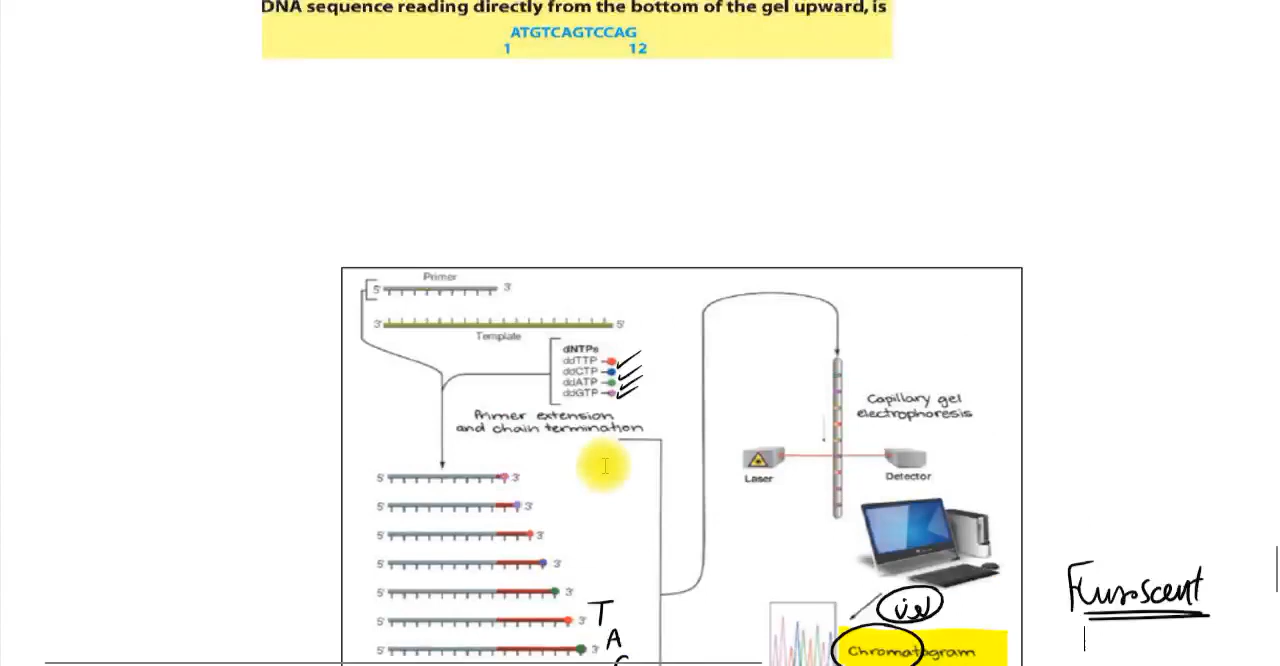 DNA sequence reading directly from the bottom of the gel upward, is
ATGTCAGTCCAG
1 12
Primer
5' 3'
3' 5'
Template
dNTPs
ddTTP
ddCTP
ddATP
ddGTP
Primer extension
and chain termination
Capillary gel
electrophoresis
Laser
Detector
5' 3'
5' 3'
5' 3'
5' 3'
5' 3'
5' 3' T
A
5' 3'
Chromatogram